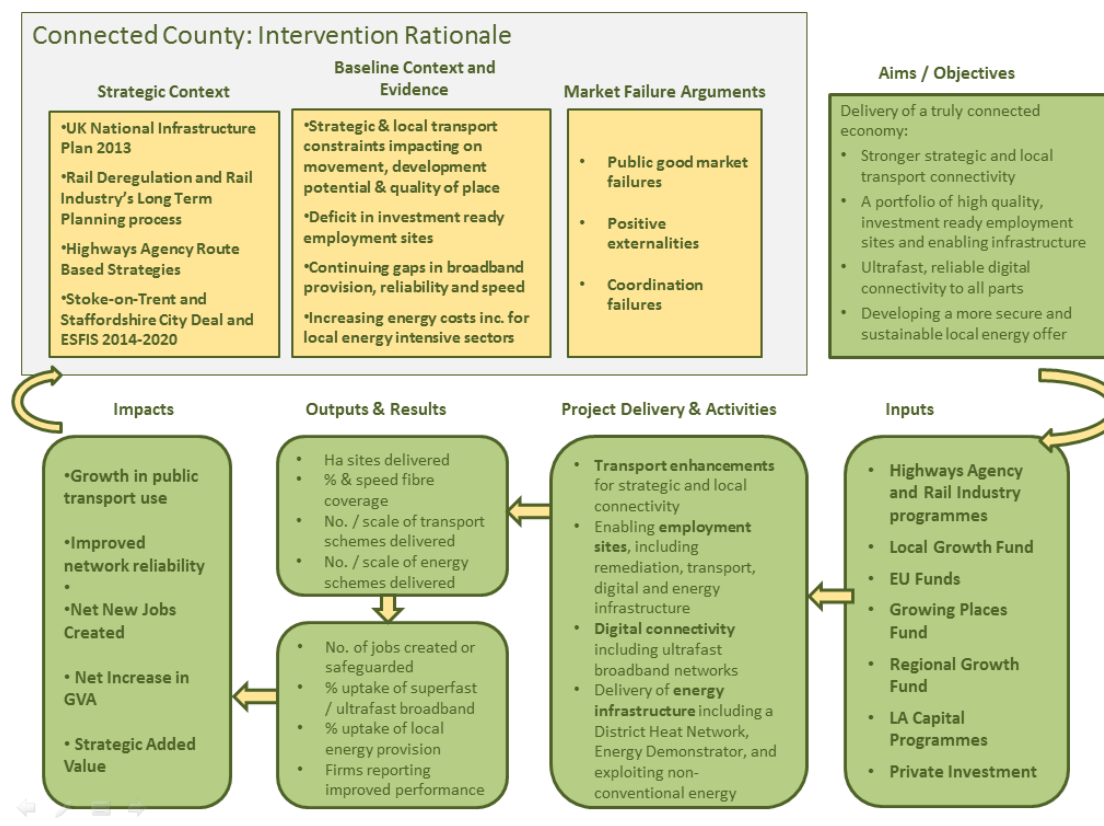 Connected County: Intervention Rationale
Strategic Context
•UK National Infrastructure
Plan 2013
•Rail Deregulation and Rail
Industry's Long Term
Planning process
•Highways Agency Route
Based Strategies
•Stoke-on-Trent and
Staffordshire City Deal and
ESFIS 2014-2020
Baseline Context and
Evidence
•Strategic & local transport
constraints impacting on
movement, development
potential & quality of place
•Deficit in investment ready
employment sites
•Continuing gaps in broadband
provision, reliability and speed
•Increasing energy costs inc. for
local energy intensive sectors
Market Failure Arguments
• Public good market
failures
• Positive
externalities
• Coordination
failures
Aims / Objectives
Delivery of a truly connected
economy:
• Stronger strategic and local
transport connectivity
• A portfolio of high quality,
investment ready employment
sites and enabling infrastructure
• Ultrafast, reliable digital
connectivity to all parts
• Developing a more secure and
sustainable local energy offer
Impacts
•Growth in public
transport use
•Improved
network reliability
•
•Net New Jobs
Created
• Net Increase in
GVA
• Strategic Added
Value
Outputs & Results
• Ha sites delivered
• % & speed fibre
coverage
• No. / scale of transport
schemes delivered
• No. / scale of energy
schemes delivered
• No. of jobs created or
safeguarded
• % uptake of superfast
/ ultrafast broadband
• % uptake of local
energy provision
• Firms reporting
improved performance
Project Delivery & Activities
• Transport enhancements
for strategic and local
connectivity
• Enabling employment
sites, including
remediation, transport,
digital and energy
infrastructure
• Digital connectivity
including ultrafast
broadband networks
• Delivery of energy
infrastructure including a
District Heat Network,
Energy Demonstrator, and
exploiting non-
conventional energy
Inputs
• Highways Agency
and Rail Industry
programmes
• Local Growth Fund
• EU Funds
• Growing Places
Fund
• Regional Growth
Fund
• LA Capital
Programmes
• Private Investment